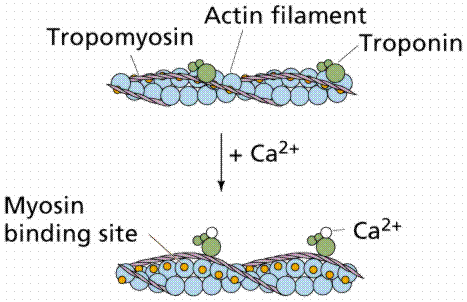 Actin filament
Tropomyosin
Troponin
+ Ca²⁺
Myosin
binding site
Ca²⁺